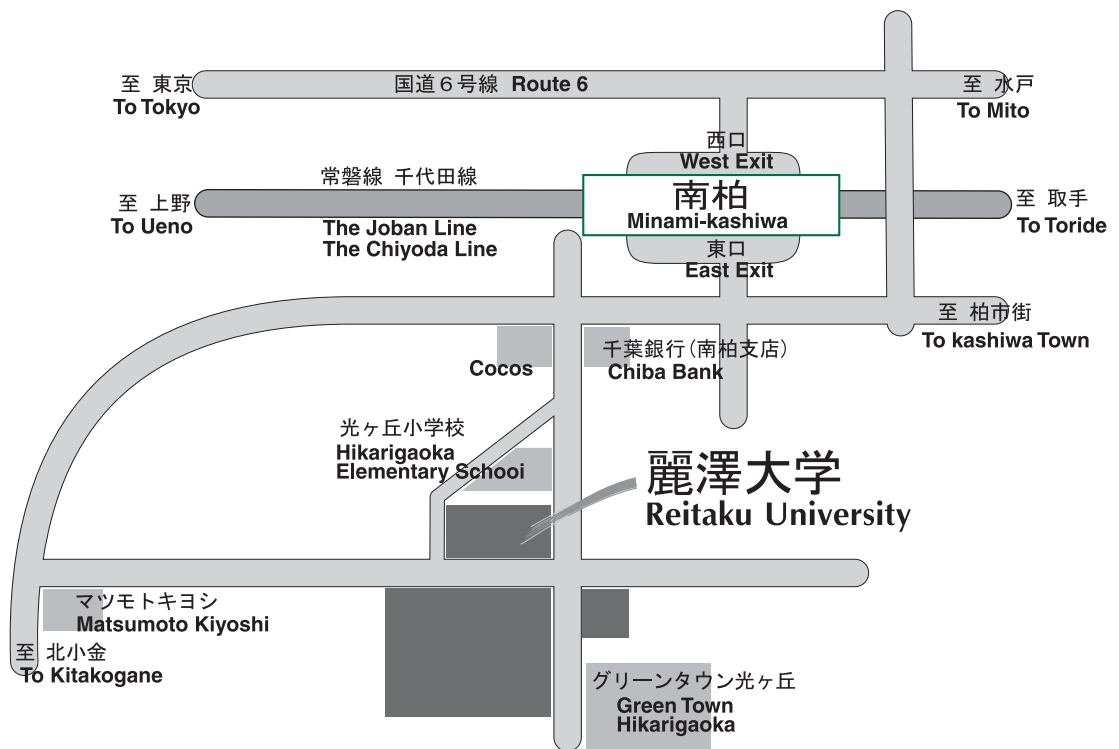 至 東京
To Tokyo
国道6号線 Route 6
至 水戸
To Mito
西口
West Exit
常磐線 千代田線
The Joban Line
The Chiyoda Line
至 上野
To Ueno
南柏
Minami-kashiwa
至 取手
To Toride
東口
East Exit
至 柏市街
To kashiwa Town
Cocos
千葉銀行(南柏支店)
Chiba Bank
光ヶ丘小学校
Hikarigaoka
Elementary Schooi
麗澤大学
Reitaku University
マツモトキヨシ
Matsumoto Kiyoshi
至 北小金
To Kitakogane
グリーンタウン光ヶ丘
Green Town
Hikarigaoka